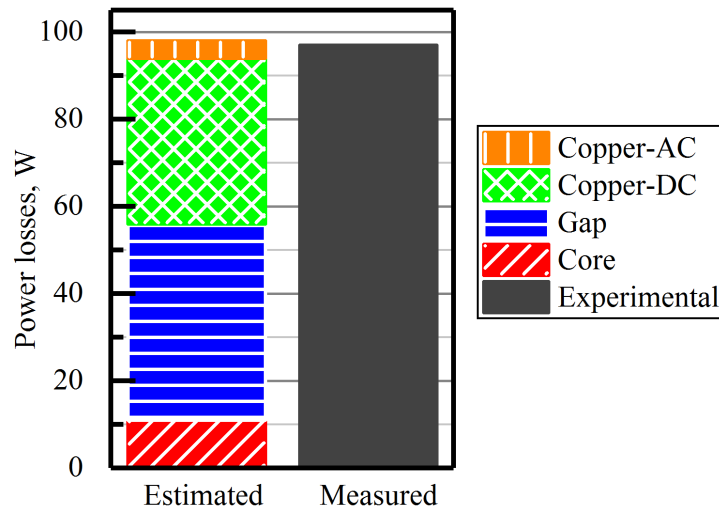 Power losses, W
100
80
60
40
20
0
Estimated
Measured
Copper-AC
Copper-DC
Gap
Core
Experimental